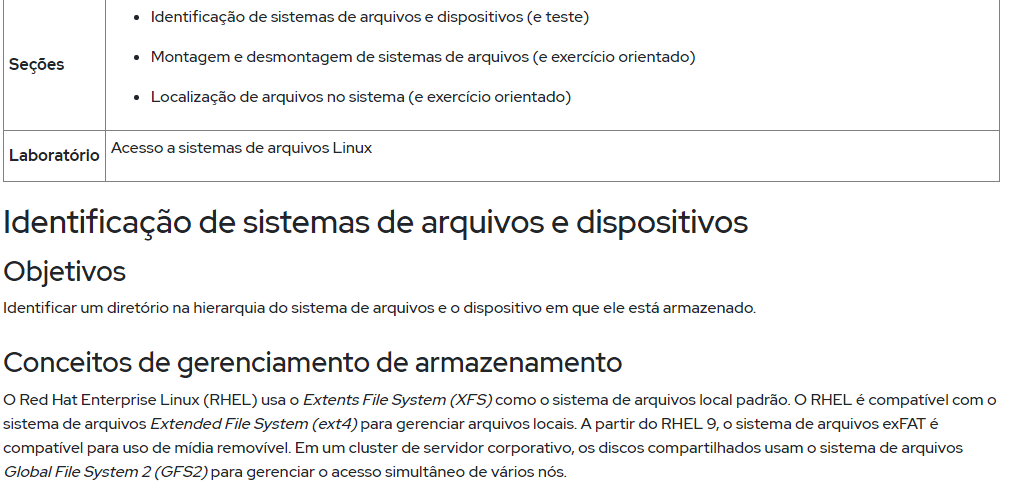 Identificação de sistemas de arquivos e dispositivos (e teste)
Seções
Montagem e desmontagem de sistemas de arquivos (e exercício orientado)
Localização de arquivos no sistema (e exercício orientado)
Laboratório
Acesso a sistemas de arquivos Linux
Identificação de sistemas de arquivos e dispositivos
Objetivos
Identificar um diretório na hierarquia do sistema de arquivos e o dispositivo em que ele está armazenado.
Conceitos de gerenciamento de armazenamento
O Red Hat Enterprise Linux (RHEL) usa o Extents File System (XFS) como o sistema de arquivos local padrão. O RHEL é compatível com o
sistema de arquivos Extended File System (ext4) para gerenciar arquivos locais. A partir do RHEL 9, o sistema de arquivos exFAT é
compatível para uso de mídia removível. Em um cluster de servidor corporativo, os discos compartilhados usam o sistema de arquivos
Global File System 2 (GFS2) para gerenciar o acesso simultâneo de vários nós.